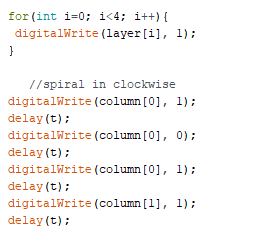 for(int i=0; i<4; i++){
digitalWrite(layer[i], 1);
}
//spiral in clockwise
digitalWrite(column[0], 1);
delay(t);
digitalWrite(column[0], 0);
delay(t);
digitalWrite(column[0], 1);
delay(t);
digitalWrite(column[1], 1);
delay(t);